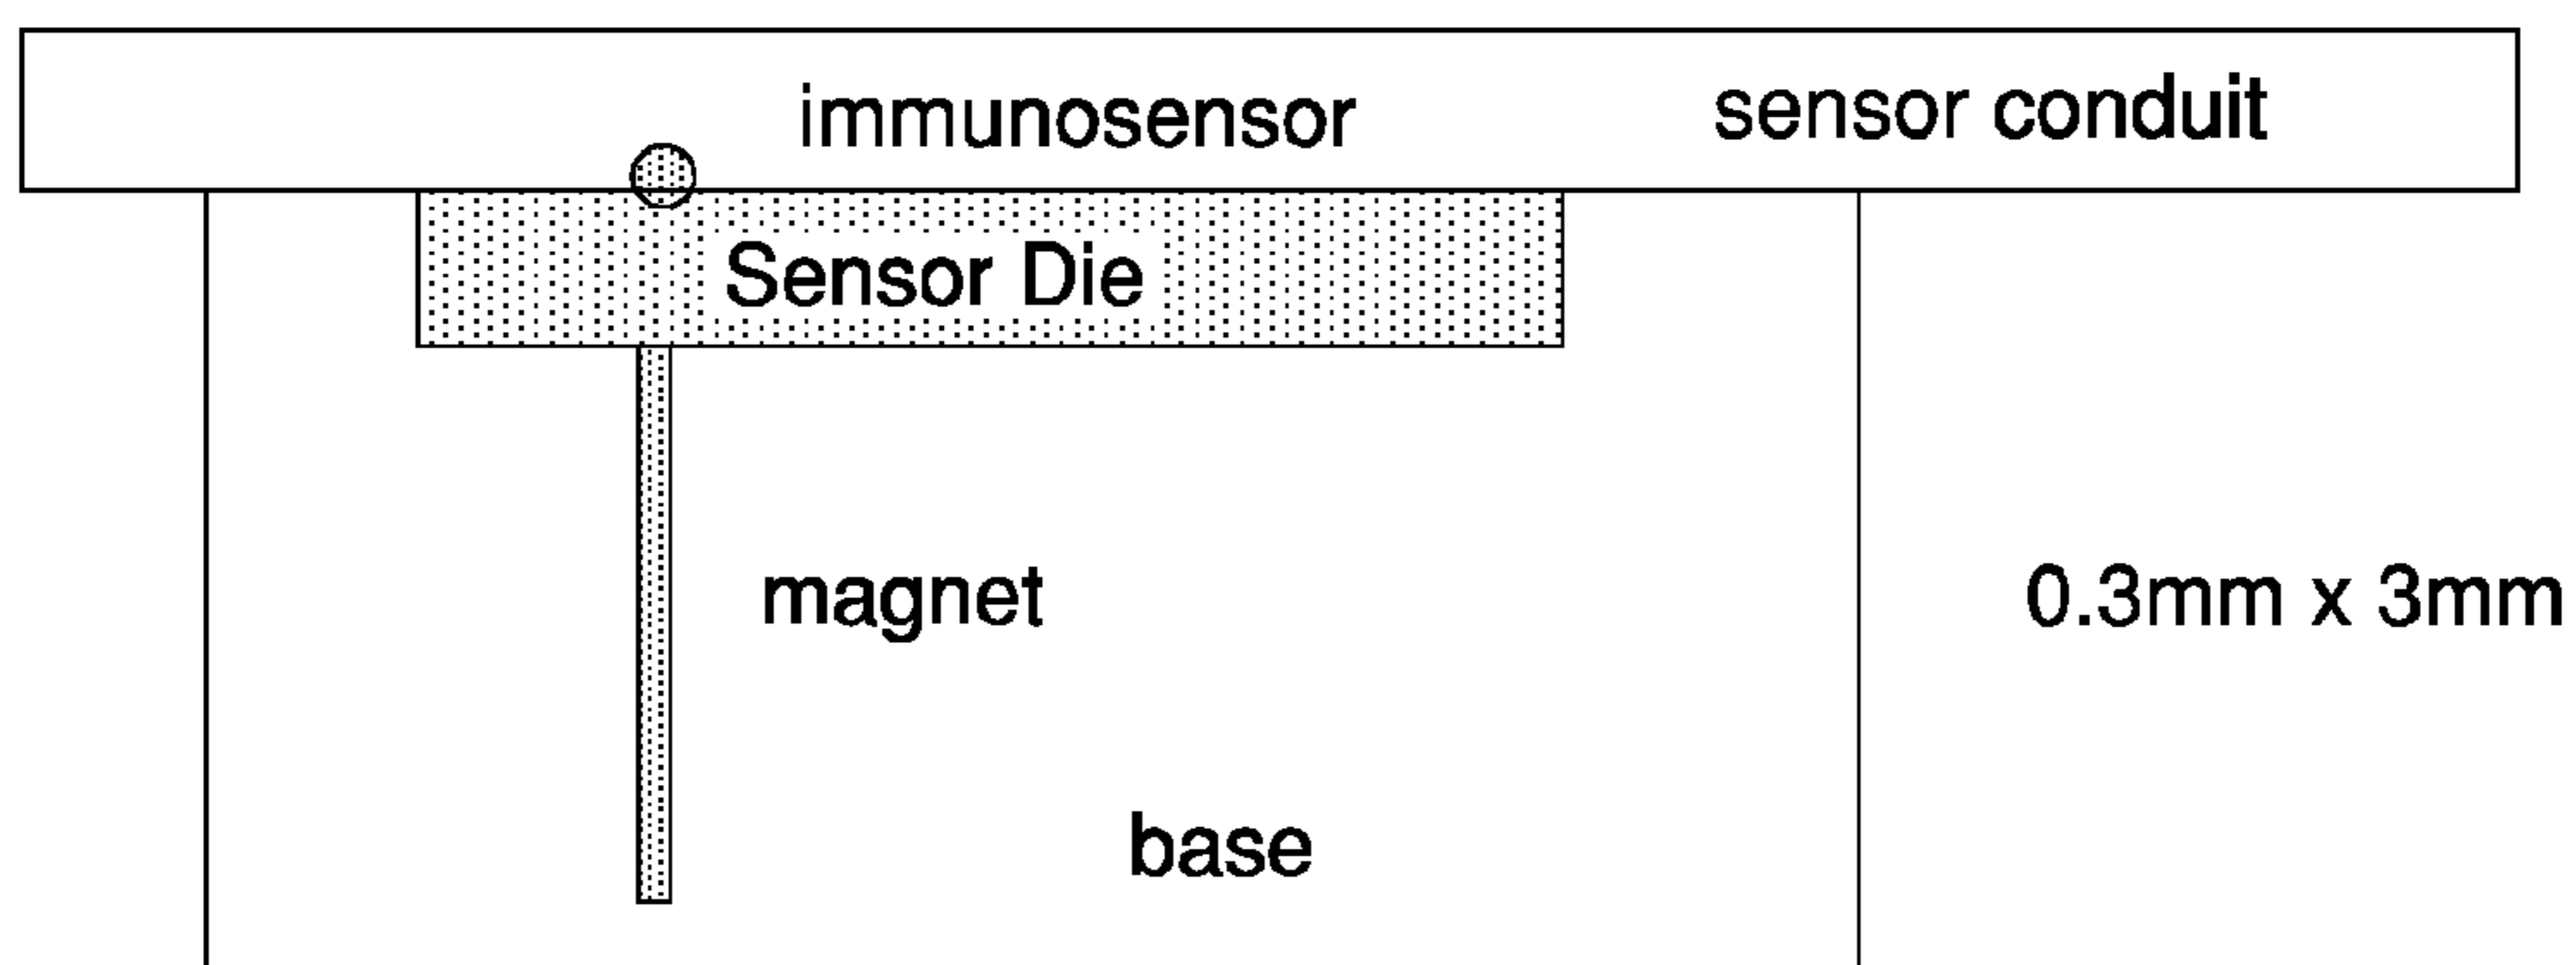 immunosensor
sensor conduit
Sensor Die
magnet
0.3mm x 3mm
base